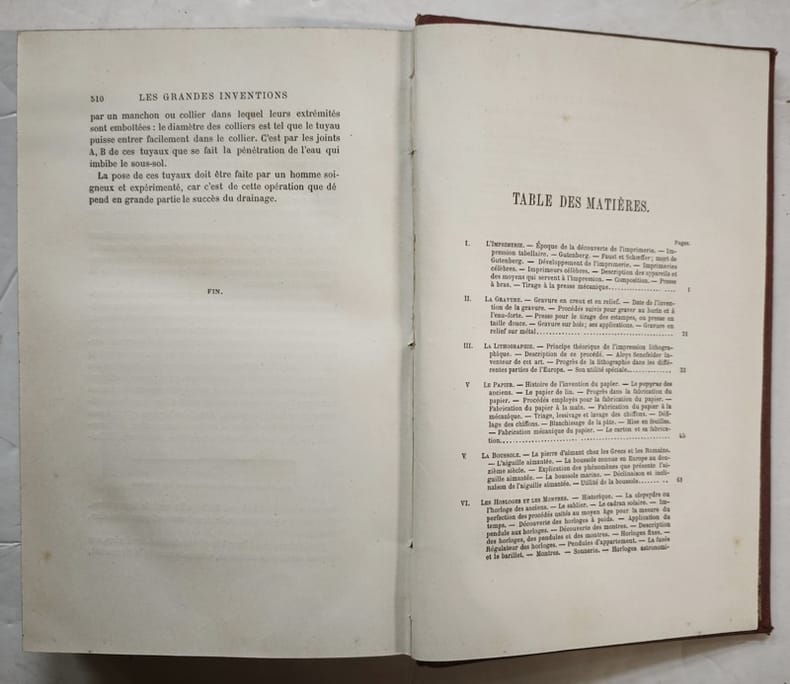 510 LES GRANDES INVENTIONS
par un manchon ou collier dans lequel leurs extrémités
sont emboîtées : le diamètre des colliers est tel que le tuyau
puisse entrer facilement dans le collier. C'est par les joints
A, B de ces tuyaux que se fait la pénétration de l'eau qui
imbibe le sous-sol.
La pose de ces tuyaux doit être faite par un homme soi-
gneux et expérimenté, car c'est de cette opération que dé
pend en grande partie le succès du drainage.
FIN.
TABLE DES MATIÈRES.
Pages.
I. L'IMPRIMERIE. — Époque de la découverte de l'imprimerie. — Im-
pression tabellaire. — Gutenberg. — Faust et Schœffer; mort de
Gutenberg. — Développement de l'imprimerie. — Imprimeries
célèbres. — Imprimeurs célèbres. — Description des appareils et
des moyens qui servent à l'impression. — Composition. — Presse
à bras. — Tirage à la presse mécanique.................. 1
II. LA GRAVURE. — Gravure en creux et en relief. — Date de l'inven-
tion de la gravure. — Procédés suivis pour graver au burin et à
l'eau-forte. — Presse pour le tirage des estampes, ou presse en
taille douce. — Gravure sur bois; ses applications. — Gravure en
relief sur métal........................................ 21
III. LA LITHOGRAPHIE. — Principe théorique de l'impression lithogra-
phique. — Description de ce procédé. — Aloys Senefelder in-
venteur de cet art. — Progrès de la lithographie dans les diffé-
rentes parties de l'Europe. — Son utilité spéciale............ 33
V LE PAPIER. — Histoire de l'invention du papier. — Le papyrus des
anciens. — Le papier de lin. — Progrès dans la fabrication du
papier. — Procédés employés pour la fabrication du papier. —
Fabrication du papier à la main. — Fabrication du papier à la
mécanique. — Triage, lessivage et lavage des chiffons. — Défi-
lage des chiffons. — Blanchissage de la pâte. — Mise en feuilles.
— Fabrication mécanique du papier. — Le carton et sa fabrica-
tion.................................................... 45
V. LA BOUSSOLE. — La pierre d'aimant chez les Grecs et les Romains.
— L'aiguille aimantée. — La boussole connue en Europe au dou-
zième siècle. — Explication des phénomènes que présente l'ai-
guille aimantée. — La boussole marine. — Déclinaison et incli-
naison de l'aiguille aimantée. — Utilité de la boussole....... 61
VI. LES HORLOGES ET LES MONTRES. — Historique. — La clepsydre ou
l'horloge des anciens. — Le sablier. — Le cadran solaire. — Im-
perfection des procédés usités au moyen âge pour la mesure du
temps. — Découverte des horloges à poids. — Application du
pendule aux horloges. — Découverte des montres. — Description
des horloges, des pendules et des montres. — Horloges fixes. —
Régulateur des horloges. — Pendules d'appartement. — La fusée
et le barillet. — Montres. — Sonnerie. — Horloges astronomi-